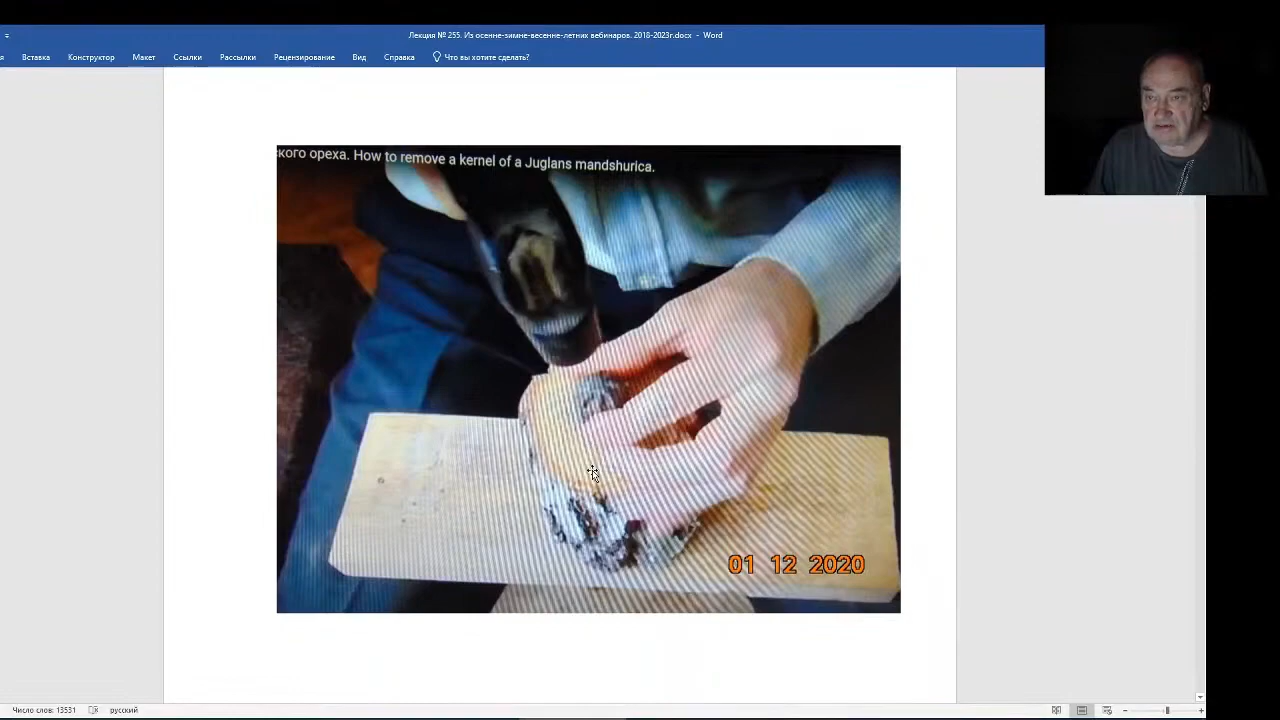 Лекция № 255. Из осенне-зимне-весенне-летних вебинаров. 2018-2023г.docx - Word
Вставка Конструктор Макет Ссылки Рассылки Рецензирование Вид Справка Что вы хотите сделать?
ского ореха. How to remove a kernel of a Juglans mandshurica.
01 12 2020
Число слов: 13531 русский